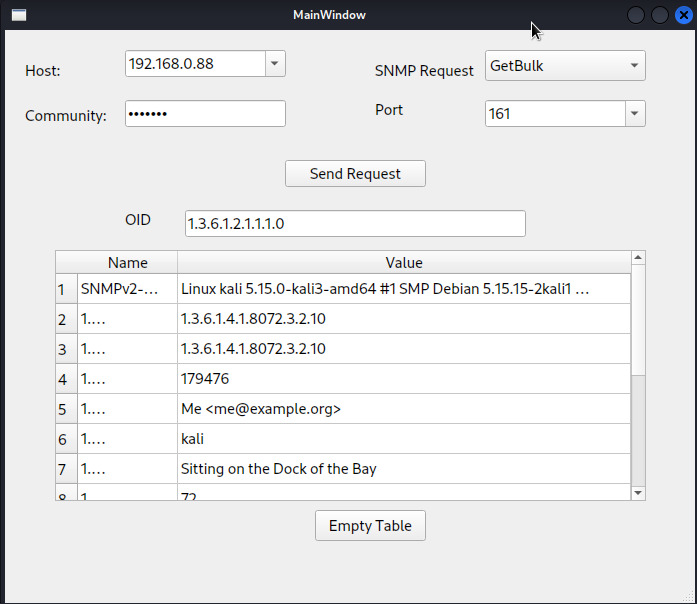 MainWindow
Host: 192.168.0.88 SNMP Request GetBulk
Community: ••••••• Port 161
Send Request
OID 1.3.6.1.2.1.1.1.0
Name Value
1 SNMPv2-... Linux kali 5.15.0-kali3-amd64 #1 SMP Debian 5.15.15-2kali1 ...
2 1.... 1.3.6.1.4.1.8072.3.2.10
3 1.... 1.3.6.1.4.1.8072.3.2.10
4 1.... 179476
5 1.... Me <me@example.org>
6 1.... kali
7 1.... Sitting on the Dock of the Bay
8 1 72
Empty Table